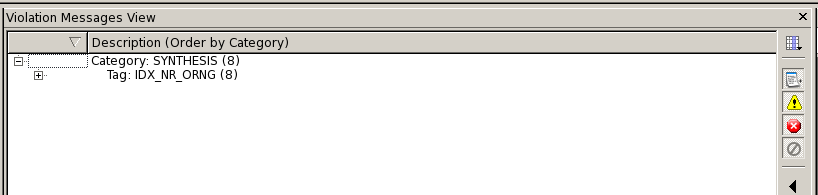 Violation Messages View
Description (Order by Category)
Category: SYNTHESIS (8)
Tag: IDX_NR_ORNG (8)